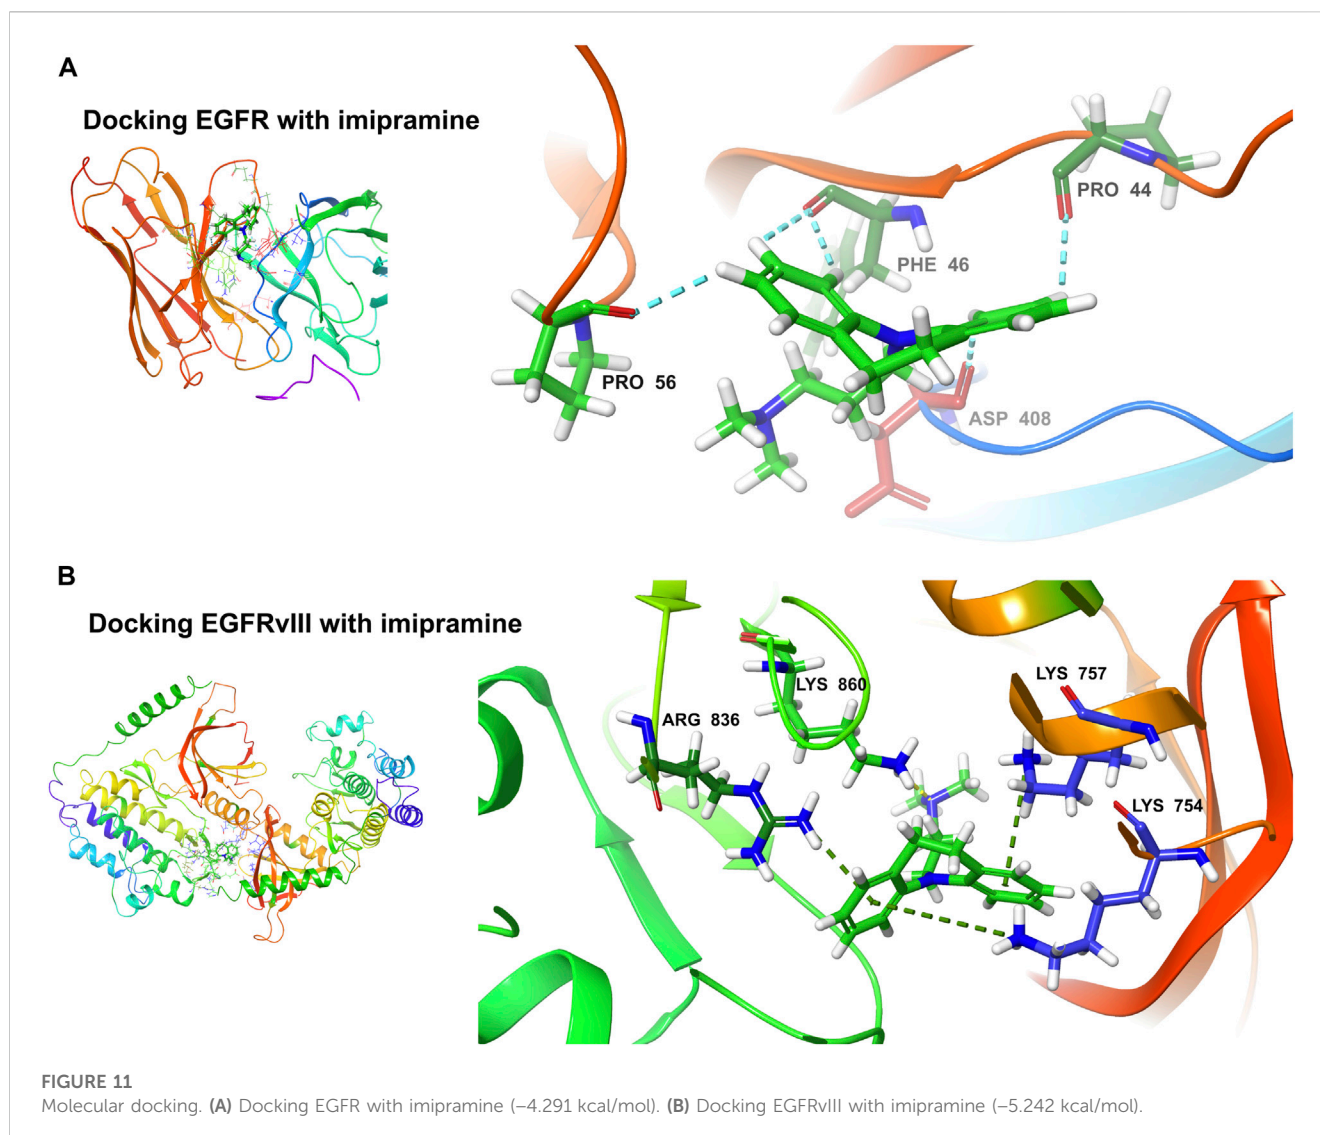 A
Docking EGFR with imipramine
PRO 44
PHE 46
PRO 56
ASP 408
B
Docking EGFRvIII with imipramine
LYS 757
LYS 860
ARG 836
LYS 754
FIGURE 11
Molecular docking. (A) Docking EGFR with imipramine (−4.291 kcal/mol). (B) Docking EGFRvIII with imipramine (−5.242 kcal/mol).